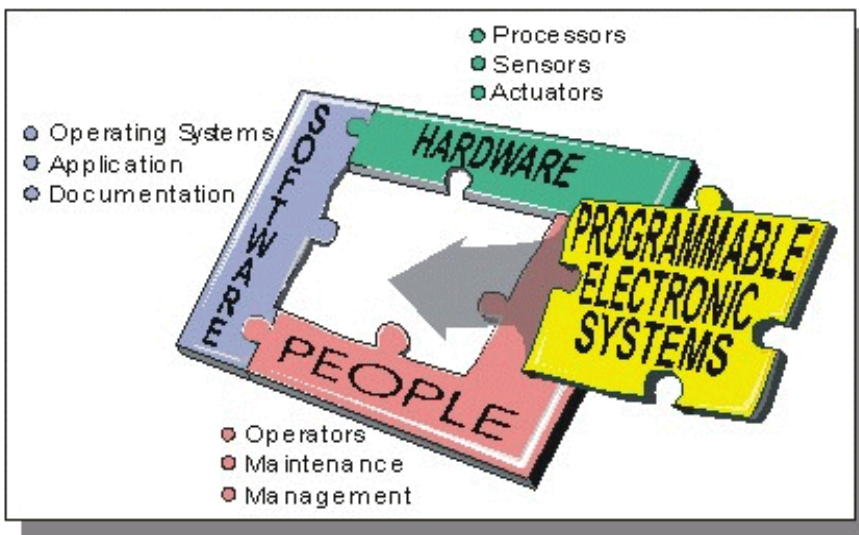 Processors
Sensors
Actuators
Operating Systems
Application
Documentation
SOFTWARE
HARDWARE
PROGRAMMABLE
ELECTRONIC
SYSTEMS
PEOPLE
Operators
Maintenance
Management